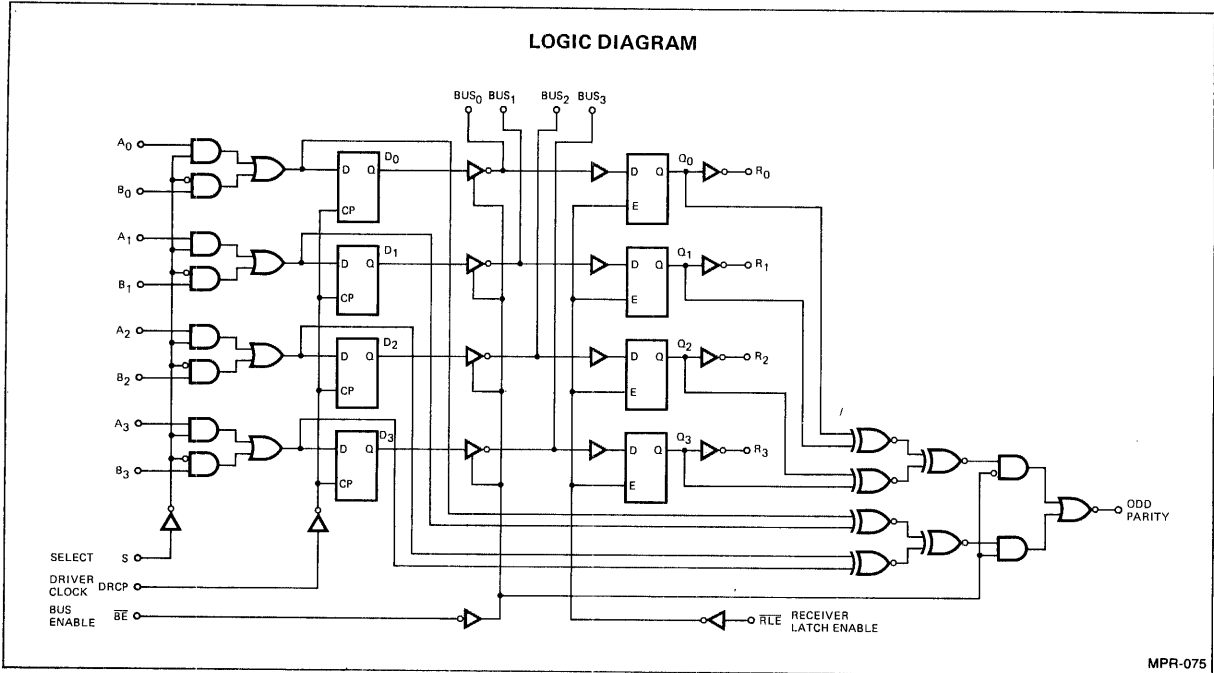 LOGIC DIAGRAM
BUS0 BUS1 BUS2 BUS3
A0
B0
D Q
CP
D0
D Q
E
Q0
R0
A1
B1
D Q
CP
D1
D Q
E
Q1
R1
A2
B2
D Q
CP
D2
D Q
E
Q2
R2
A3
B3
D Q
CP
D3
D Q
E
Q3
R3
ODD
PARITY
SELECT S
DRIVER
CLOCK DRCP
BUS
ENABLE B̅E̅
R̅L̅E̅ RECEIVER
LATCH ENABLE
MPR-075